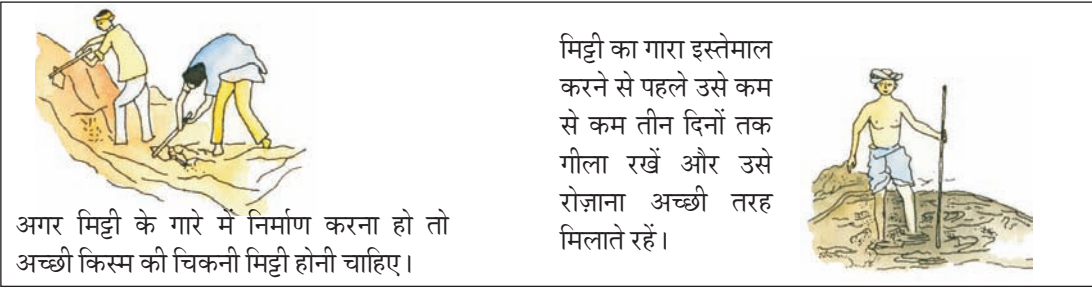 अगर मिट्टी के गारे में निर्माण करना हो तो
अच्छी किस्म की चिकनी मिट्टी होनी चाहिए।
मिट्टी का गारा इस्तेमाल
करने से पहले उसे कम
से कम तीन दिनों तक
गीला रखें और उसे
रोज़ाना अच्छी तरह
मिलाते रहें।